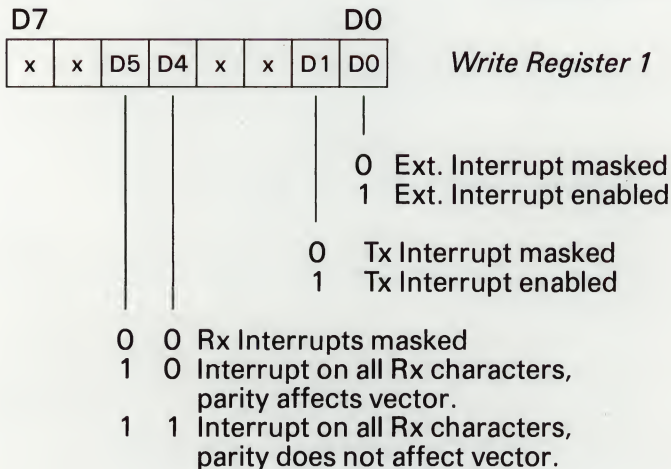 D7 D0
x x D5 D4 x x D1 D0 Write Register 1
0 Ext. Interrupt masked
1 Ext. Interrupt enabled
0 Tx Interrupt masked
1 Tx Interrupt enabled
0 0 Rx Interrupts masked
1 0 Interrupt on all Rx characters,
parity affects vector.
1 1 Interrupt on all Rx characters,
parity does not affect vector.